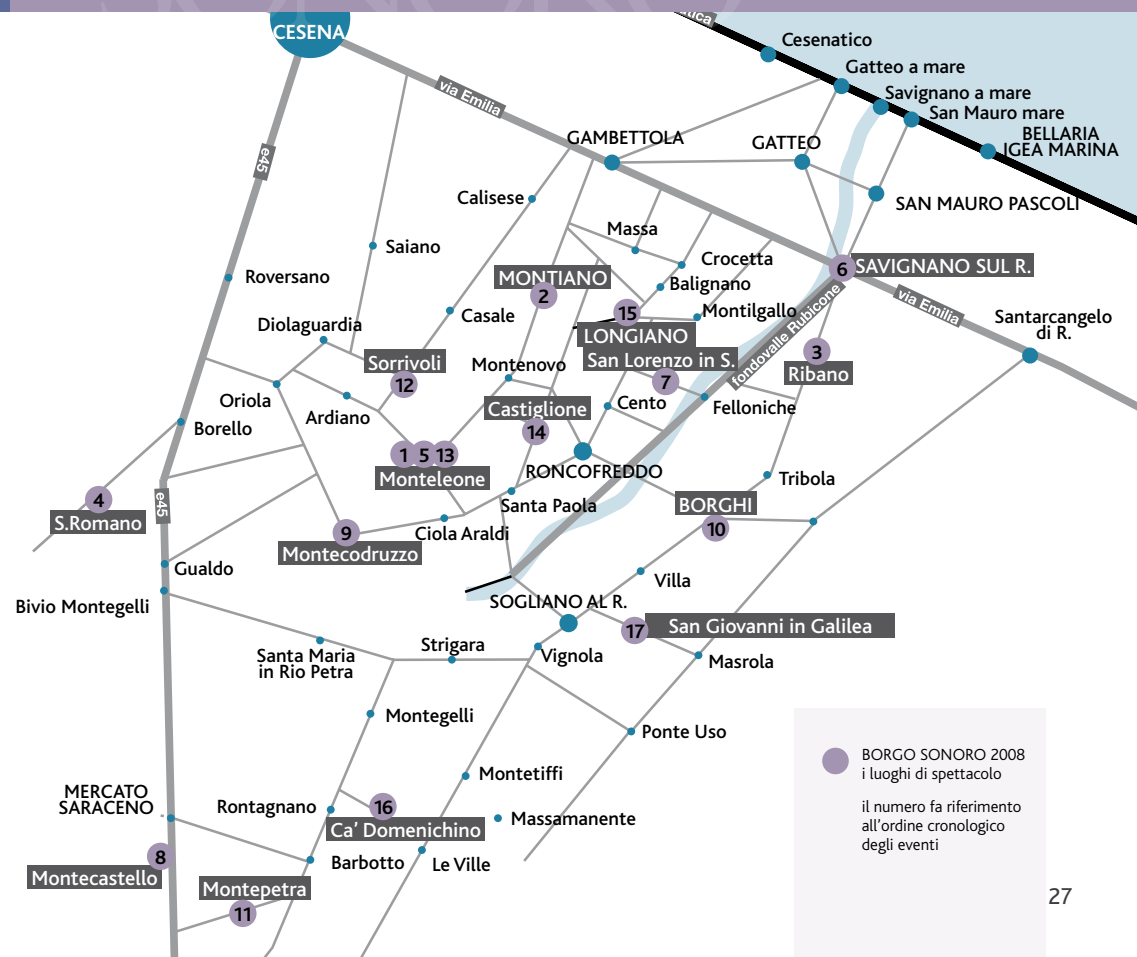 CESENA
tica
Cesenatico
Gatteo a mare
Savignano a mare
San Mauro mare
BELLARIA
IGEA MARINA
via Emilia
GAMBETTOLA
GATTEO
e45
Calisese
SAN MAURO PASCOLI
Massa
Saiano
Crocetta
Roversano
MONTIANO
2
Balignano
6
SAVIGNANO SUL R.
via Emilia
15
LONGIANO
Montilgallo
Casale
Diolaguardia
Santarcangelo
di R.
fondovalle Rubicone
Sorrivoli
12
Montenovo
San Lorenzo in S.
7
3
Ribano
Oriola
Ardiano
Castiglione
14
Cento
Felloniche
Borello
1
5
13
Monteleone
RONCOFREDDO
Tribola
4
S.Romano
e45
Santa Paola
BORGHI
10
9
Montecodruzzo
Ciola Araldi
Gualdo
Villa
Bivio Montegelli
SOGLIANO AL R.
17
San Giovanni in Galilea
Santa Maria
in Rio Petra
Strigara
Vignola
Masrola
Montegelli
Ponte Uso
BORGO SONORO 2008
i luoghi di spettacolo
il numero fa riferimento
all'ordine cronologico
degli eventi
Montetiffi
MERCATO
SARACENO
Rontagnano
16
Ca' Domenichino
Massamanente
8
Montecastello
Barbotto
Le Ville
Montepetra
11
27